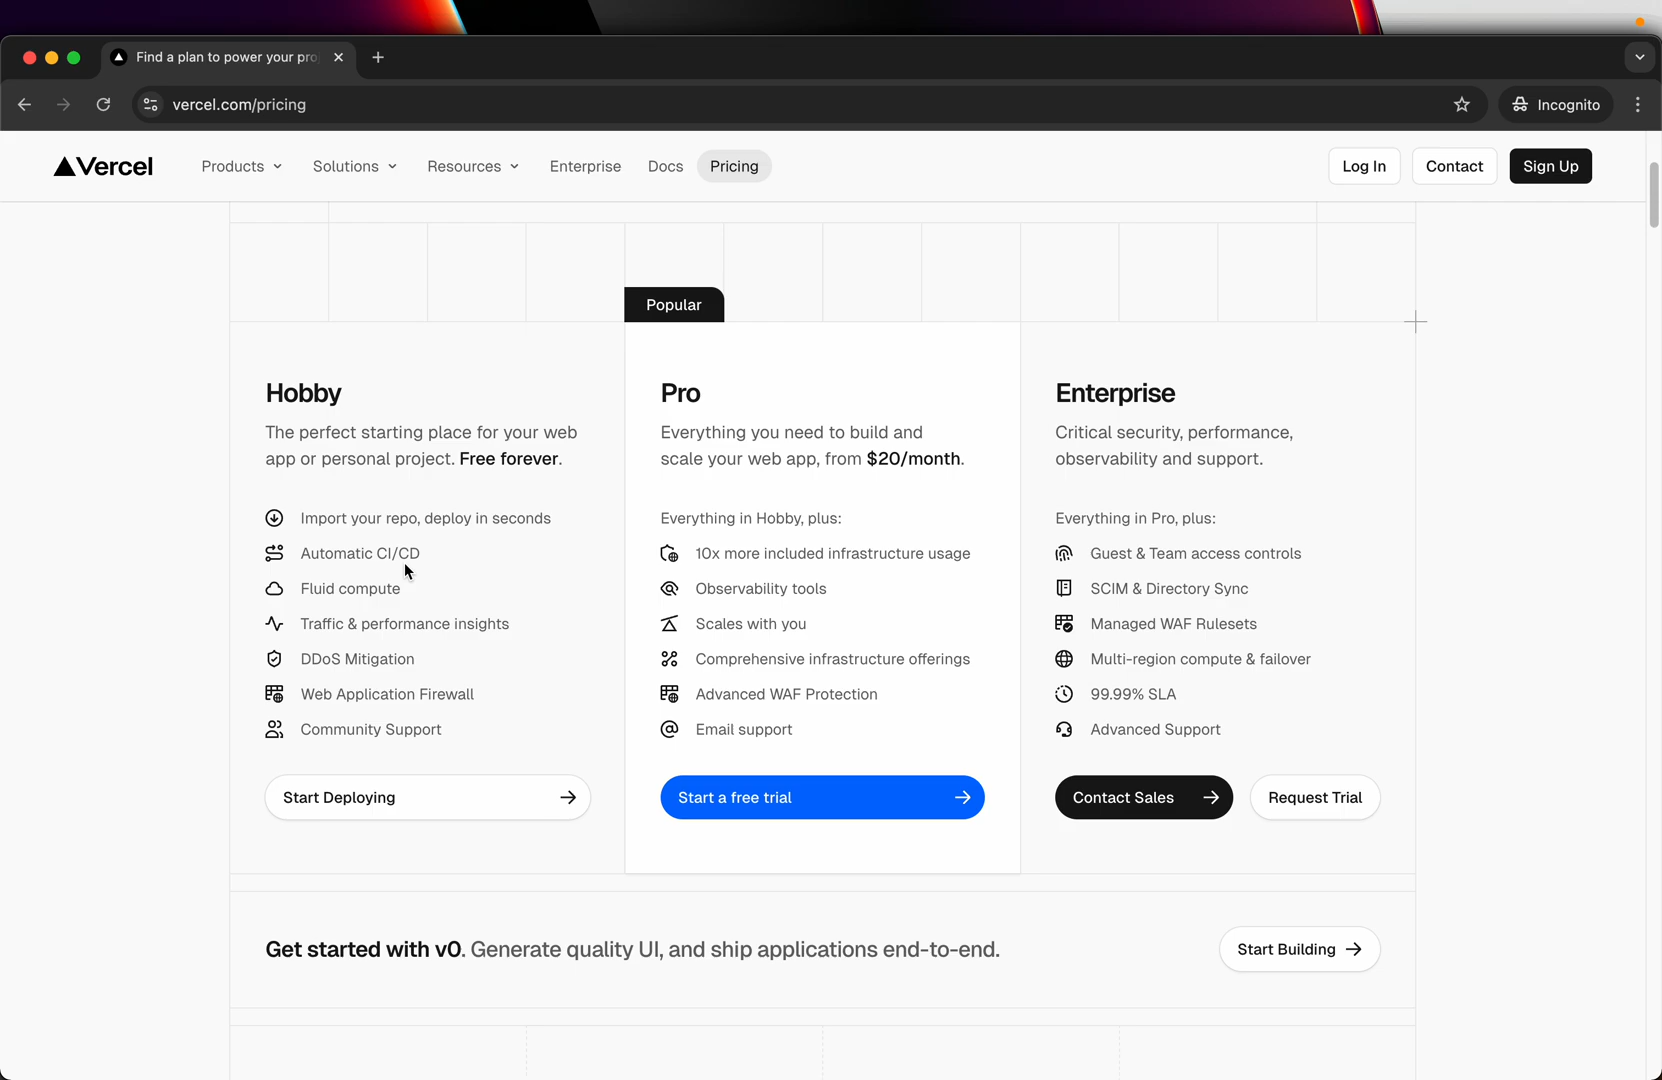 Find a plan to power your pro
vercel.com/pricing
Incognito
Vercel
Products
Solutions
Resources
Enterprise
Docs
Pricing
Log In
Contact
Sign Up
Popular
Hobby
The perfect starting place for your web
app or personal project. Free forever.
Import your repo, deploy in seconds
Automatic CI/CD
Fluid compute
Traffic & performance insights
DDoS Mitigation
Web Application Firewall
Community Support
Start Deploying
Pro
Everything you need to build and
scale your web app, from $20/month.
Everything in Hobby, plus:
10x more included infrastructure usage
Observability tools
Scales with you
Comprehensive infrastructure offerings
Advanced WAF Protection
Email support
Start a free trial
Enterprise
Critical security, performance,
observability and support.
Everything in Pro, plus:
Guest & Team access controls
SCIM & Directory Sync
Managed WAF Rulesets
Multi-region compute & failover
99.99% SLA
Advanced Support
Contact Sales
Request Trial
Get started with v0. Generate quality UI, and ship applications end-to-end.
Start Building